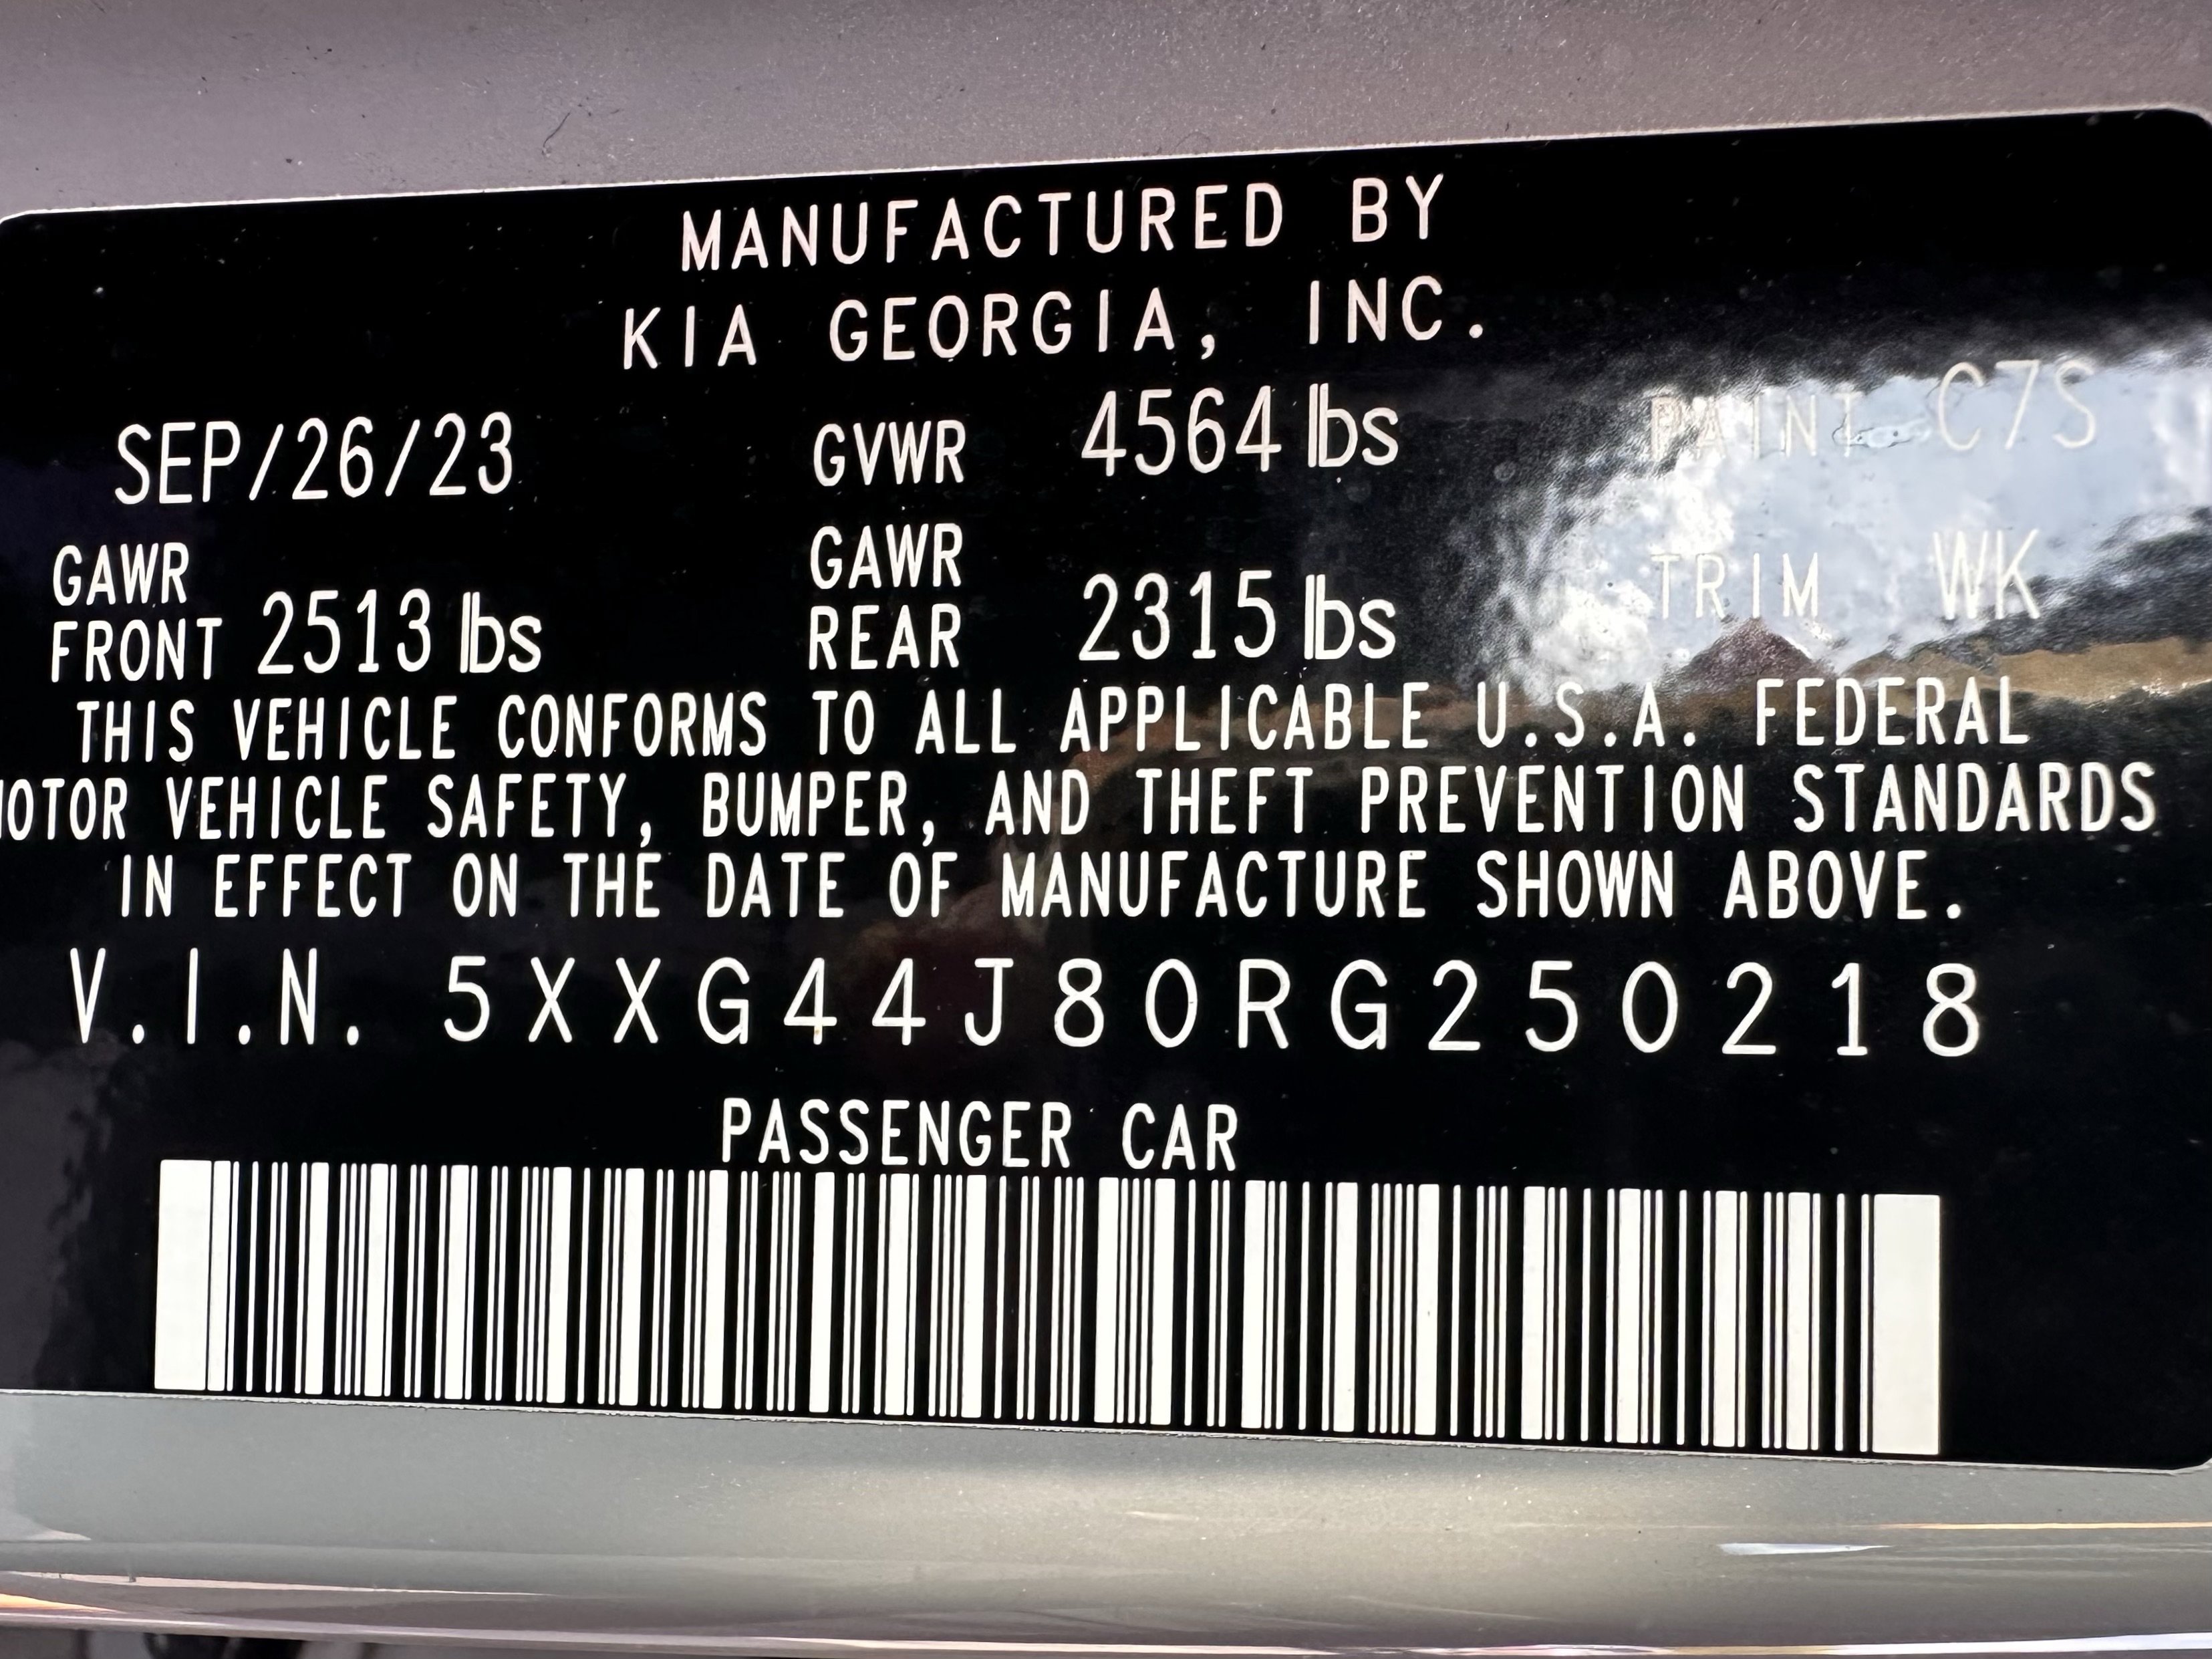 MANUFACTURED BY
KIA GEORGIA, INC.
SEP/26/23 GVWR 4564 lbs PAINT C7S
GAWR FRONT 2513 lbs GAWR REAR 2315 lbs TRIM WK
THIS VEHICLE CONFORMS TO ALL APPLICABLE U.S.A. FEDERAL
MOTOR VEHICLE SAFETY, BUMPER, AND THEFT PREVENTION STANDARDS
IN EFFECT ON THE DATE OF MANUFACTURE SHOWN ABOVE.
V.I.N. 5XXG44J80RG250218
PASSENGER CAR